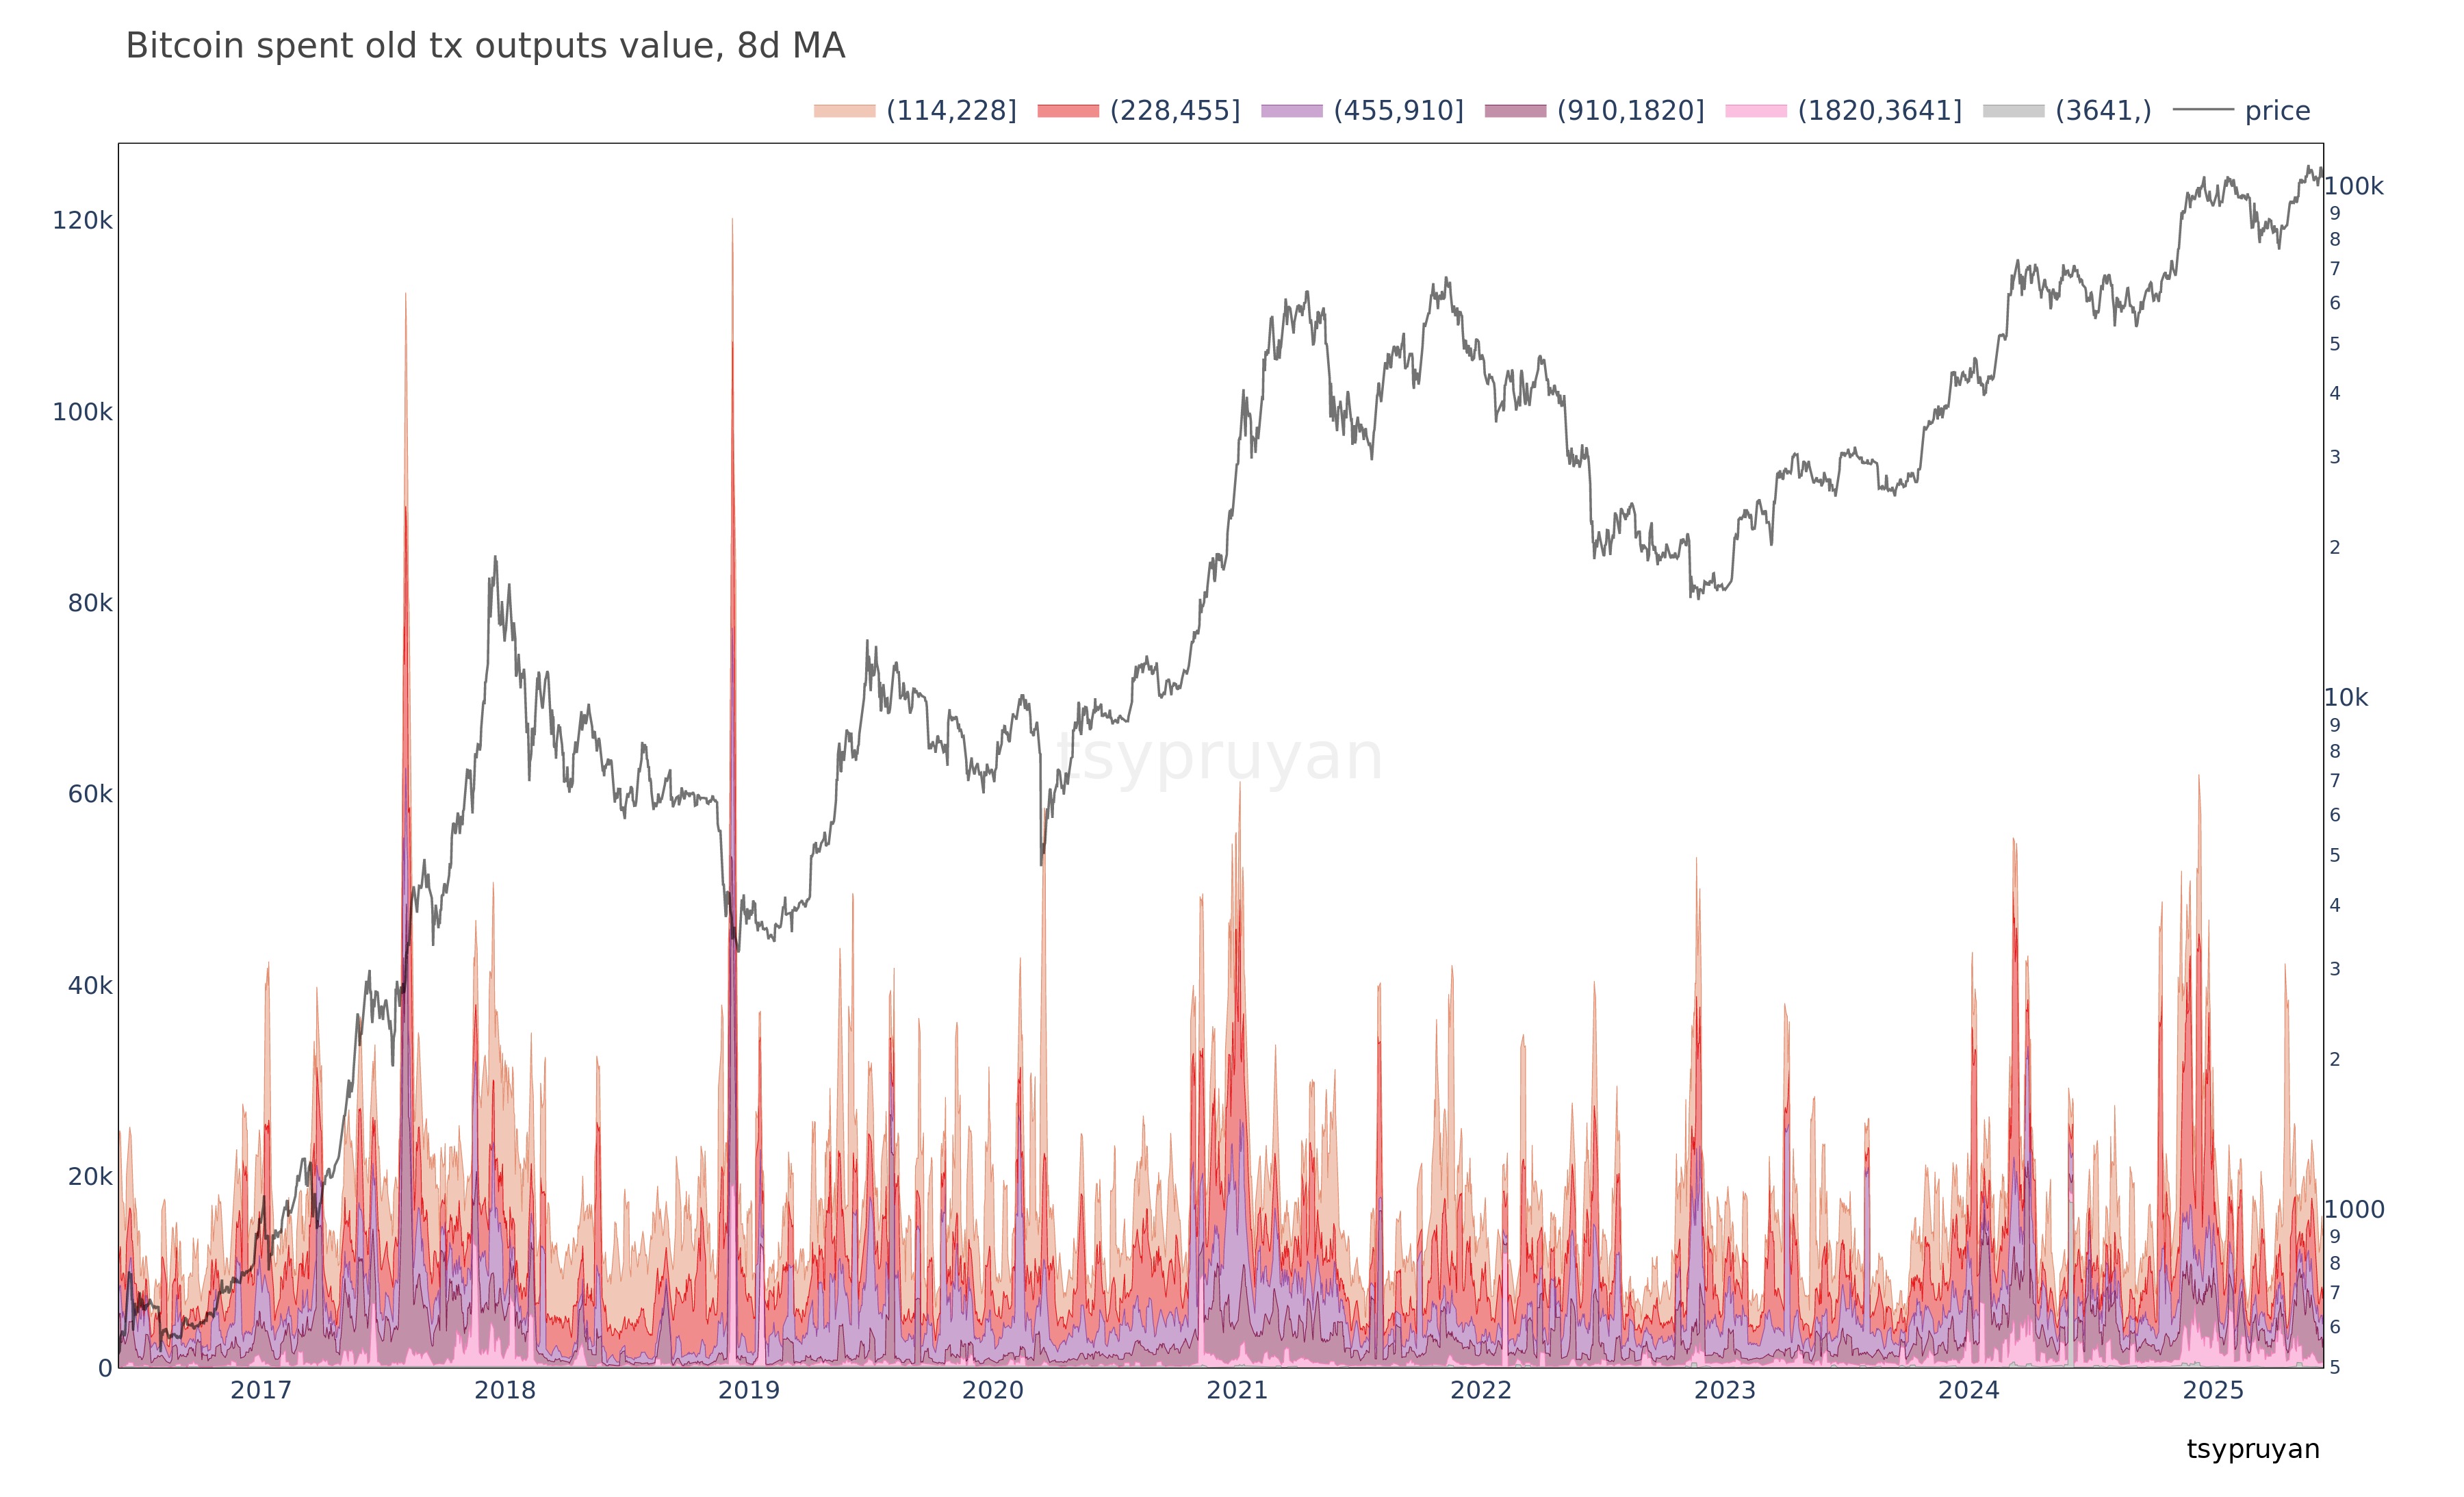 Bitcoin spent old tx outputs value, 8d MA
(114,228] (228,455] (455,910] (910,1820] (1820,3641] (3641,) price
120k
100k
80k
60k
40k
20k
0
100k
9
8
7
6
5
4
3
2
10k
9
8
7
6
5
4
3
2
1000
9
8
7
6
5
tsypruyan
2017 2018 2019 2020 2021 2022 2023 2024 2025
tsypruyan